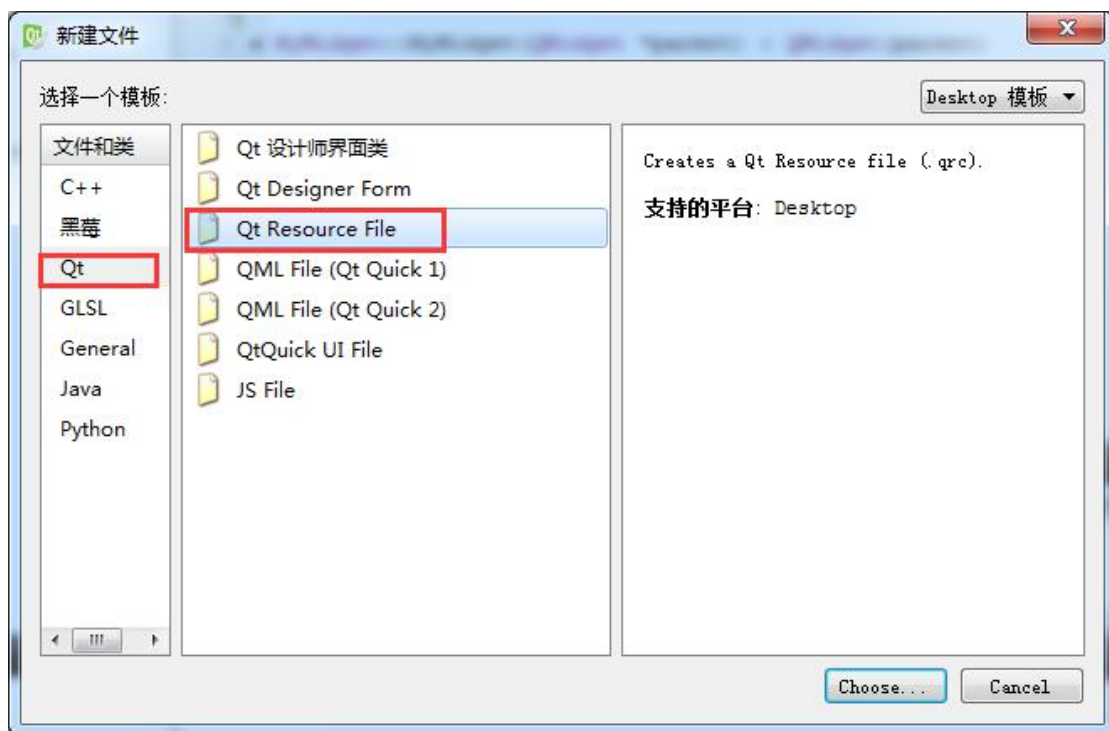 新建文件
选择一个模板:
Desktop 模板
文件和类
C++
黑莓
Qt
GLSL
General
Java
Python
Qt 设计师界面类
Qt Designer Form
Qt Resource File
QML File (Qt Quick 1)
QML File (Qt Quick 2)
QtQuick UI File
JS File
Creates a Qt Resource file (.qrc).
支持的平台: Desktop
Choose...
Cancel